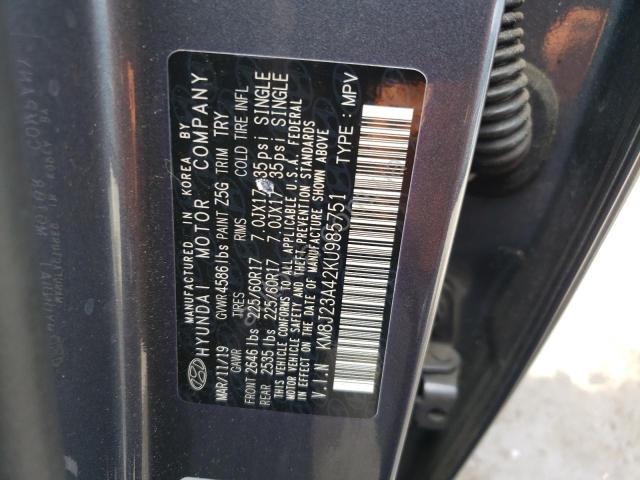 MANUFACTURED IN KOREA BY
HYUNDAI MOTOR COMPANY
MAR/11/19 GVWR4586lbs PAINT Z5G TRIM TRY
GAWR TIRES RIMS COLD TIRE INFL
FRONT 2646 lbs 225/60R17 7.0JX17 35psi SINGLE
REAR 2535 lbs 225/60R17 7.0JX17 35psi SINGLE
THIS VEHICLE CONFORMS TO ALL APPLICABLE U.S.A. FEDERAL
MOTOR VEHICLE SAFETY AND THEFT PREVENTION STANDARDS
IN EFFECT ON THE DATE OF MANUFACTURE SHOWN ABOVE
V.I.N KM8J23A42KU985751 TYPE : MPV